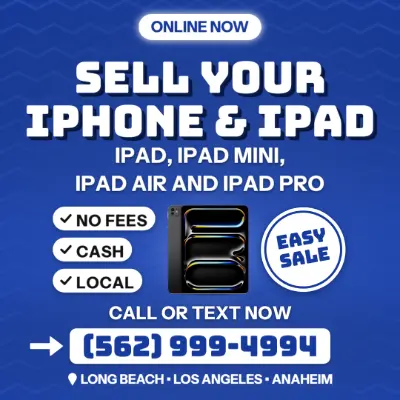 ONLINE NOW
SELL YOUR
IPHONE & IPAD
IPAD, IPAD MINI,
IPAD AIR AND IPAD PRO
NO FEES
CASH
LOCAL
EASY
SALE
CALL OR TEXT NOW
(562) 999-4994
LONG BEACH • LOS ANGELES • ANAHEIM